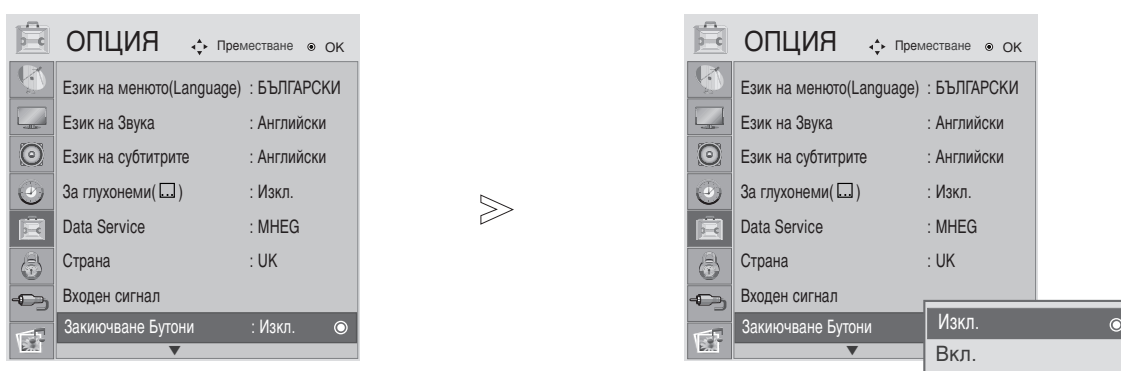 ОПЦИЯ Преместване OK
Език на менюто(Language) : БЪЛГАРСКИ
Език на Звука : Английски
Език на субтитрите : Английски
За глухонеми( ) : Изкл.
Data Service : MHEG
Страна : UK
Входен сигнал
Закиючване Бутони : Изкл.
ОПЦИЯ Преместване OK
Език на менюто(Language) : БЪЛГАРСКИ
Език на Звука : Английски
Език на субтитрите : Английски
За глухонеми( ) : Изкл.
Data Service : MHEG
Страна : UK
Входен сигнал
Закиючване Бутони
Изкл.
Вкл.